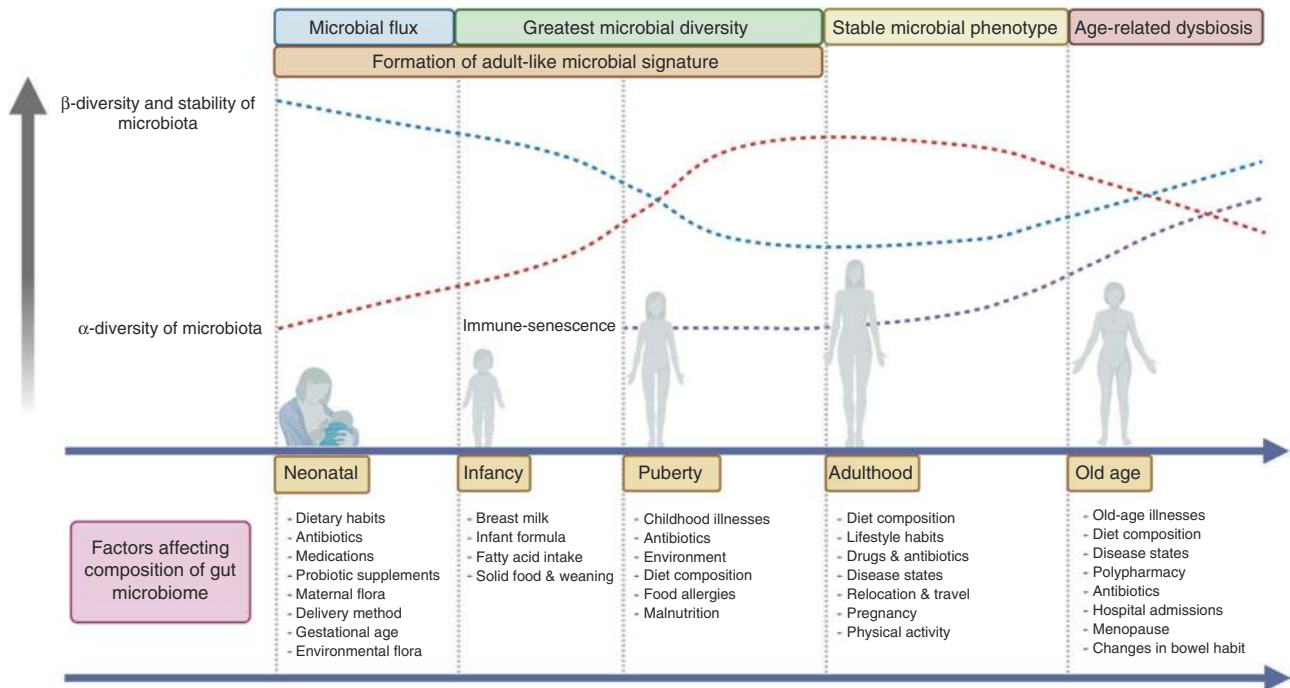 Microbial flux
Greatest microbial diversity
Stable microbial phenotype
Age-related dysbiosis
Formation of adult-like microbial signature
β-diversity and stability of
microbiota
α-diversity of microbiota
Immune-senescence
Neonatal
Infancy
Puberty
Adulthood
Old age
Factors affecting
composition of gut
microbiome
- Dietary habits
- Antibiotics
- Medications
- Probiotic supplements
- Maternal flora
- Delivery method
- Gestational age
- Environmental flora
- Breast milk
- Infant formula
- Fatty acid intake
- Solid food & weaning
- Childhood illnesses
- Antibiotics
- Environment
- Diet composition
- Food allergies
- Malnutrition
- Diet composition
- Lifestyle habits
- Drugs & antibiotics
- Disease states
- Relocation & travel
- Pregnancy
- Physical activity
- Old-age illnesses
- Diet composition
- Disease states
- Polypharmacy
- Antibiotics
- Hospital admissions
- Menopause
- Changes in bowel habit